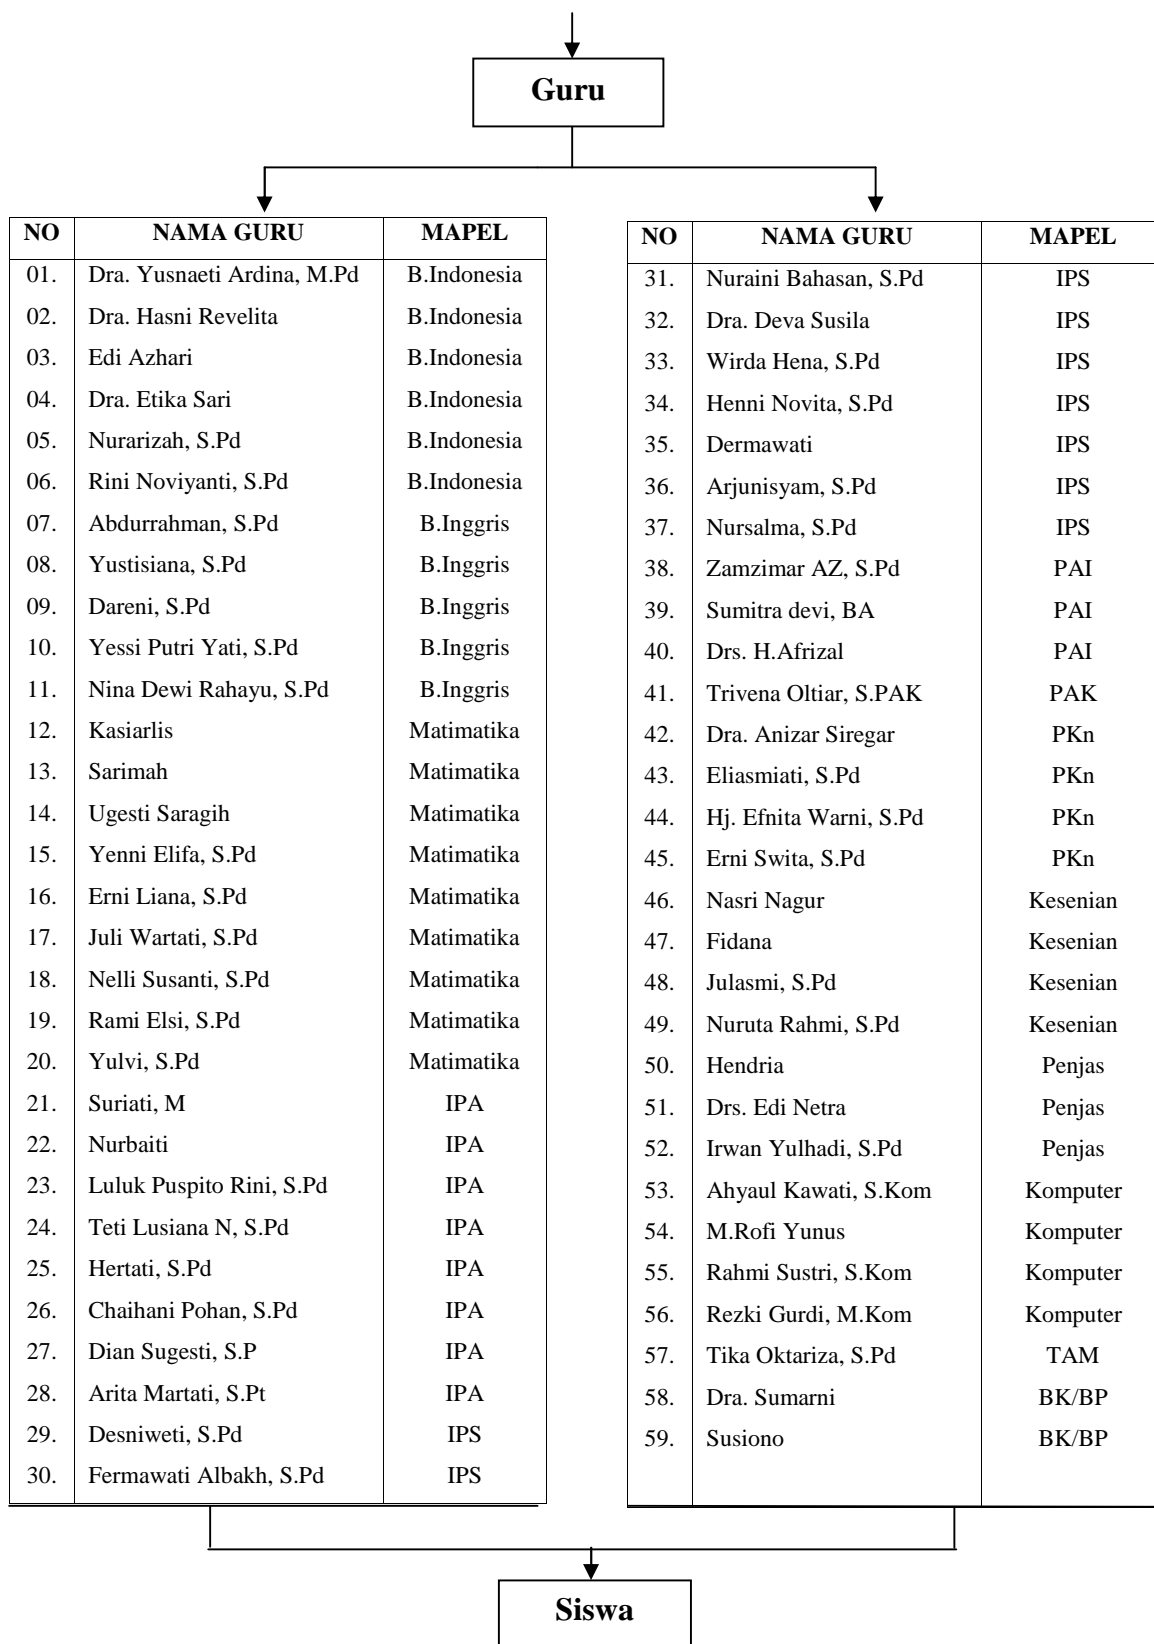 Guru
NO NAMA GURU MAPEL
01. Dra. Yusnaeti Ardina, M.Pd B.Indonesia
02. Dra. Hasni Revelita B.Indonesia
03. Edi Azhari B.Indonesia
04. Dra. Etika Sari B.Indonesia
05. Nurarizah, S.Pd B.Indonesia
06. Rini Noviyanti, S.Pd B.Indonesia
07. Abdurrahman, S.Pd B.Inggris
08. Yustisiana, S.Pd B.Inggris
09. Dareni, S.Pd B.Inggris
10. Yessi Putri Yati, S.Pd B.Inggris
11. Nina Dewi Rahayu, S.Pd B.Inggris
12. Kasiarlis Matimatika
13. Sarimah Matimatika
14. Ugesti Saragih Matimatika
15. Yenni Elifa, S.Pd Matimatika
16. Erni Liana, S.Pd Matimatika
17. Juli Wartati, S.Pd Matimatika
18. Nelli Susanti, S.Pd Matimatika
19. Rami Elsi, S.Pd Matimatika
20. Yulvi, S.Pd Matimatika
21. Suriati, M IPA
22. Nurbaiti IPA
23. Luluk Puspito Rini, S.Pd IPA
24. Teti Lusiana N, S.Pd IPA
25. Hertati, S.Pd IPA
26. Chaihani Pohan, S.Pd IPA
27. Dian Sugesti, S.P IPA
28. Arita Martati, S.Pt IPA
29. Desniweti, S.Pd IPS
30. Fermawati Albakh, S.Pd IPS
NO NAMA GURU MAPEL
31. Nuraini Bahasan, S.Pd IPS
32. Dra. Deva Susila IPS
33. Wirda Hena, S.Pd IPS
34. Henni Novita, S.Pd IPS
35. Dermawati IPS
36. Arjunisyam, S.Pd IPS
37. Nursalma, S.Pd IPS
38. Zamzimar AZ, S.Pd PAI
39. Sumitra devi, BA PAI
40. Drs. H.Afrizal PAI
41. Trivena Oltiar, S.PAK PAK
42. Dra. Anizar Siregar PKn
43. Eliasmiati, S.Pd PKn
44. Hj. Efnita Warni, S.Pd PKn
45. Erni Swita, S.Pd PKn
46. Nasri Nagur Kesenian
47. Fidana Kesenian
48. Julasmi, S.Pd Kesenian
49. Nuruta Rahmi, S.Pd Kesenian
50. Hendria Penjas
51. Drs. Edi Netra Penjas
52. Irwan Yulhadi, S.Pd Penjas
53. Ahyaul Kawati, S.Kom Komputer
54. M.Rofi Yunus Komputer
55. Rahmi Sustri, S.Kom Komputer
56. Rezki Gurdi, M.Kom Komputer
57. Tika Oktariza, S.Pd TAM
58. Dra. Sumarni BK/BP
59. Susiono BK/BP
Siswa